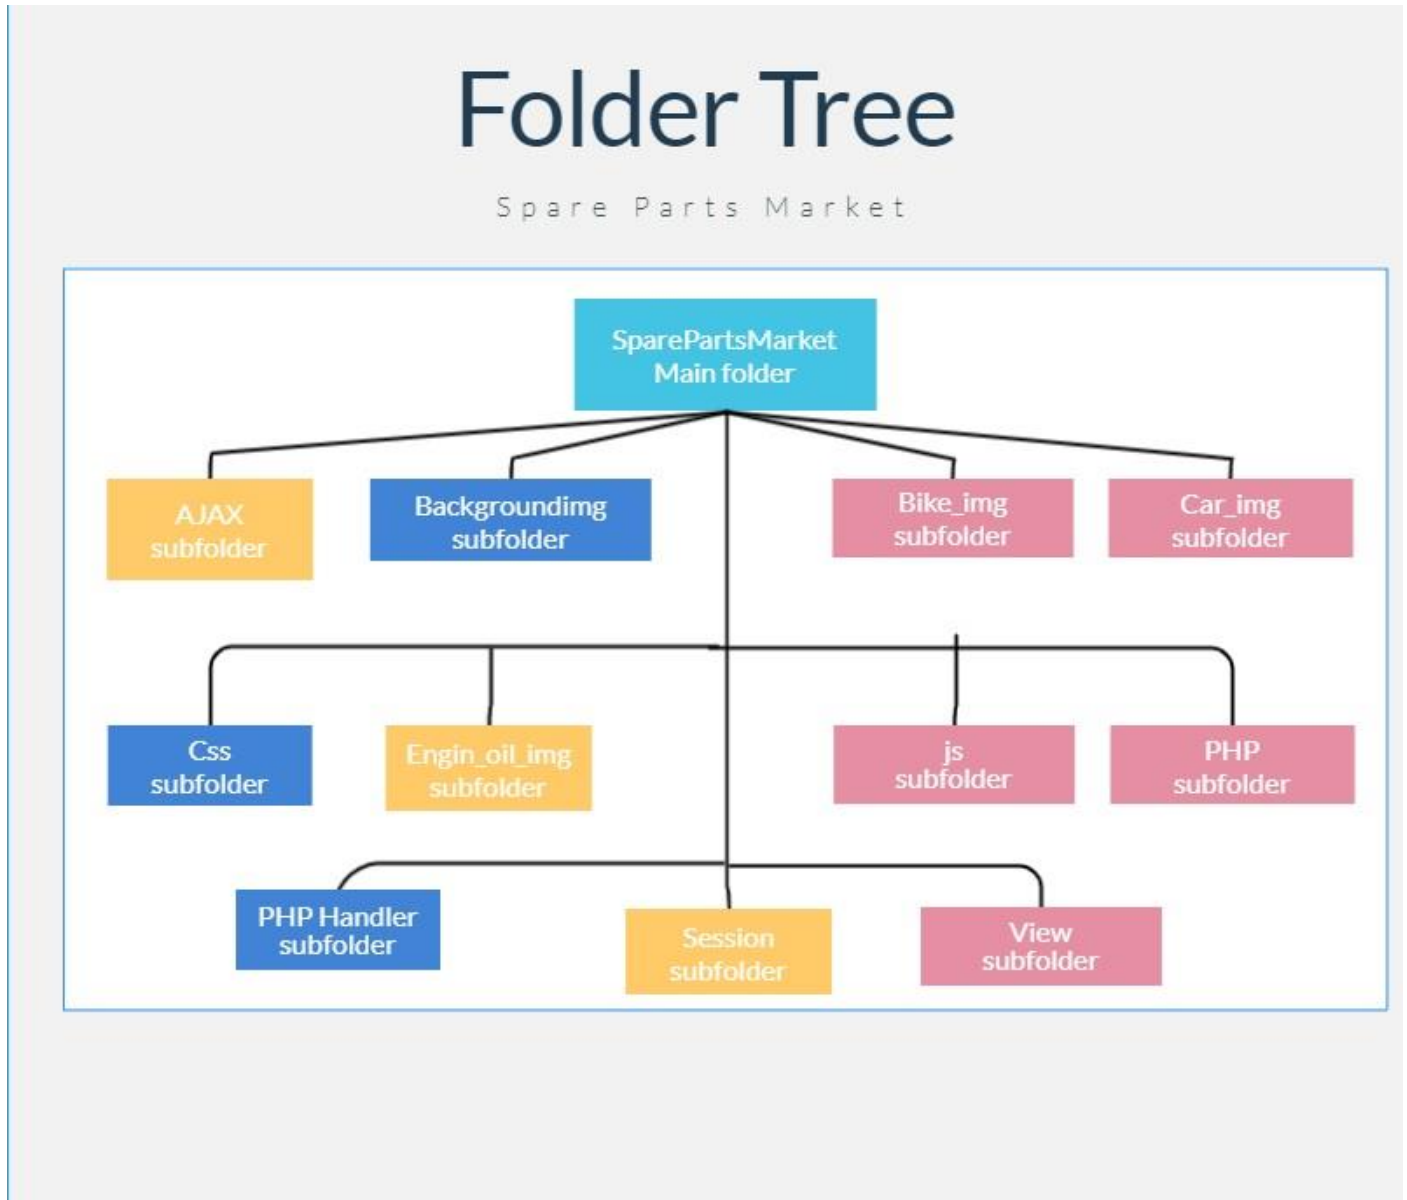 Folder Tree
Spare Parts Market
SparePartsMarket
Main folder
AJAX
subfolder
Backgroundimg
subfolder
Bike_img
subfolder
Car_img
subfolder
Css
subfolder
Engin_oil_img
subfolder
js
subfolder
PHP
subfolder
PHP Handler
subfolder
Session
subfolder
View
subfolder